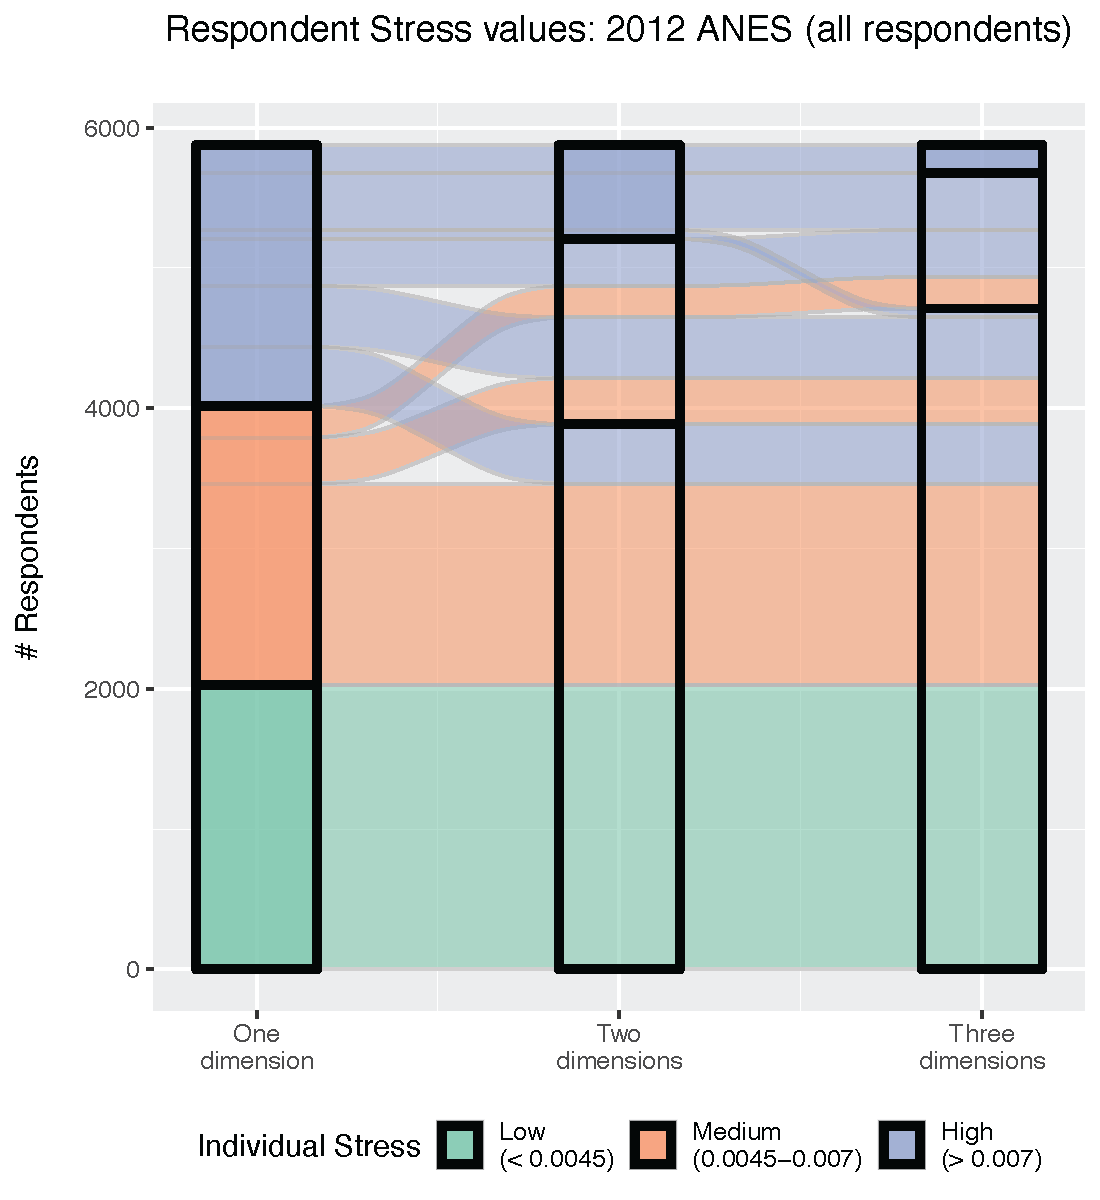 Respondent Stress values: 2012 ANES (all respondents)
# Respondents
6000
4000
2000
0
One
dimension
Two
dimensions
Three
dimensions
Individual Stress
Low
(< 0.0045)
Medium
(0.0045−0.007)
High
(> 0.007)